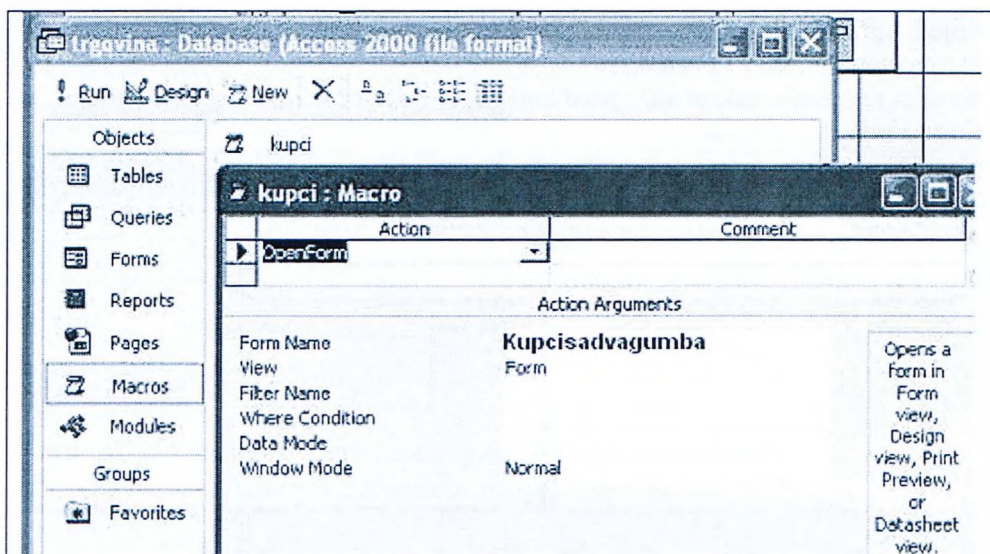 trgovina - Database (Access 2000 file format)
Run Design New
Objects
Tables
Queries
Forms
Reports
Pages
Macros
Modules
Groups
Favorites
kupci
kupci : Macro
Action Comment
OpenForm
Action Arguments
Form Name Kupcisadvagumba
View Form
Filter Name
Where Condition
Data Mode
Window Mode Normal
Opens a
form in
Form
view,
Design
view, Print
Preview,
or
Datasheet
view.